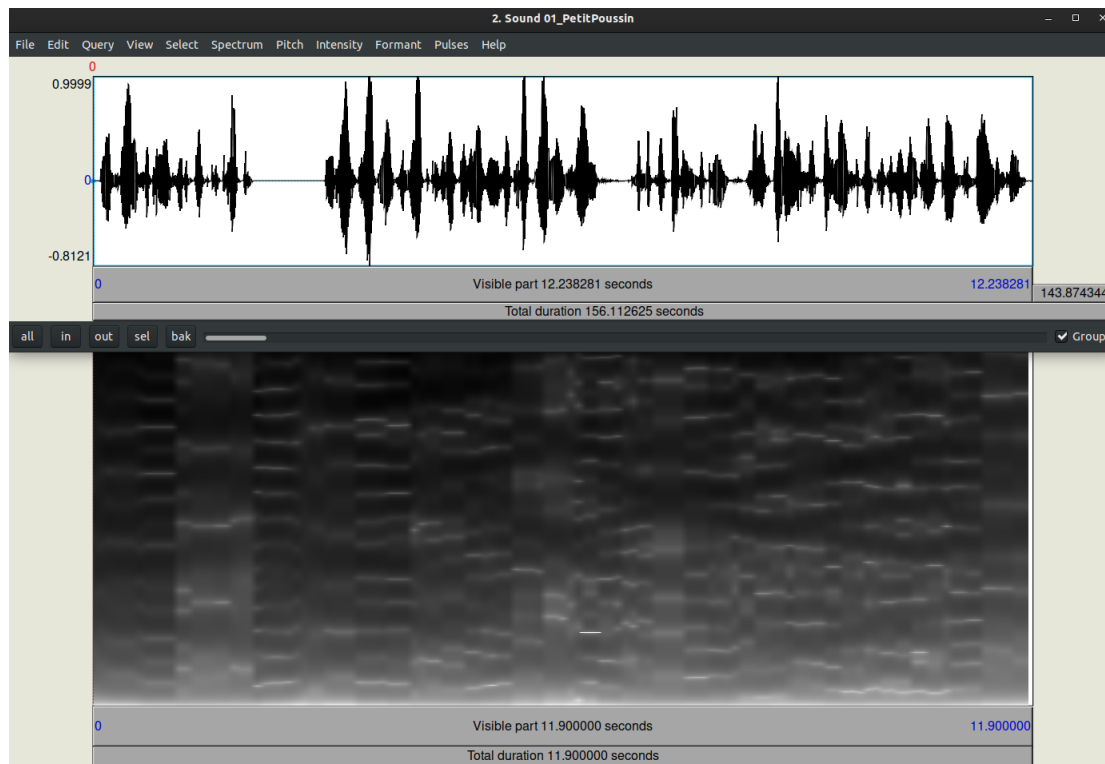 2. Sound 01_PetitPoussin
File Edit Query View Select Spectrum Pitch Intensity Formant Pulses Help
0
0.9999
0
-0.8121
0 Visible part 12.238281 seconds 12.238281 143.874344
Total duration 156.112625 seconds
all in out sel bak Group
0 Visible part 11.900000 seconds 11.900000
Total duration 11.900000 seconds